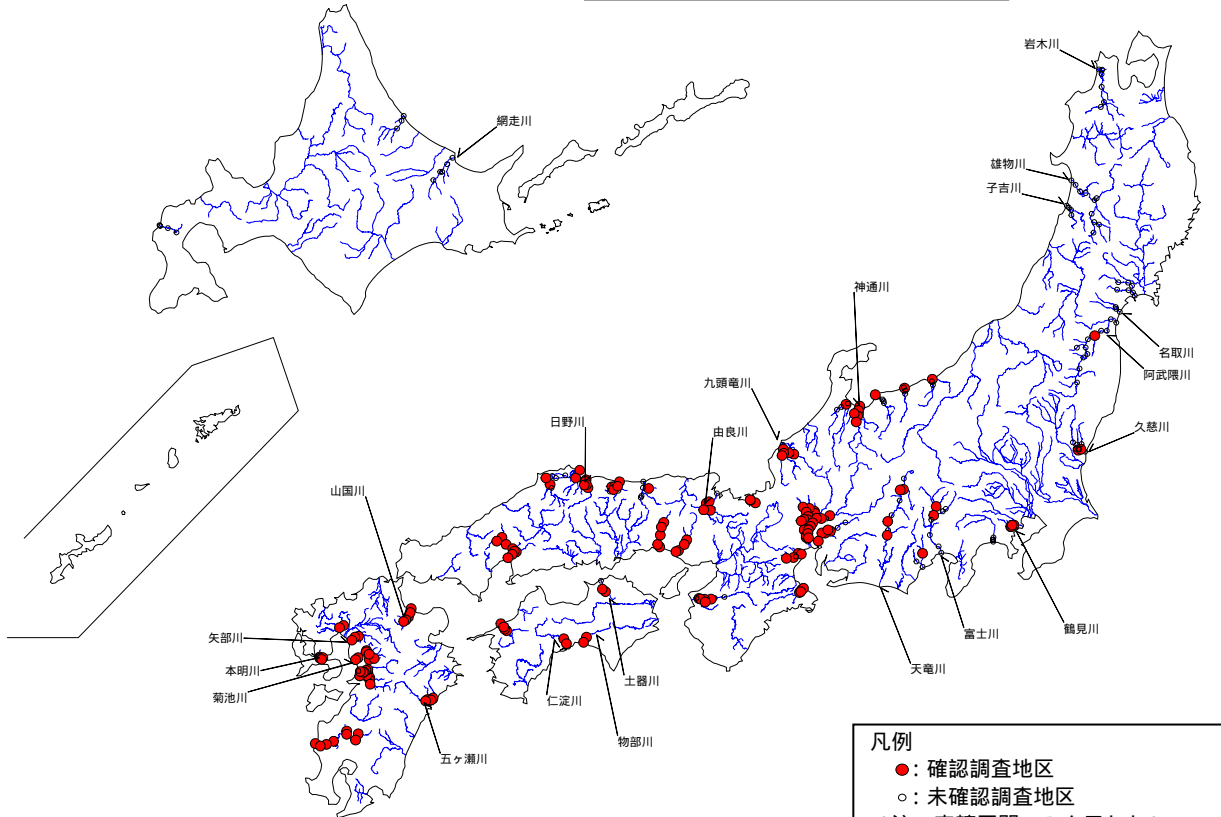 岩木川
網走川
雄物川
子吉川
神通川
名取川
阿武隈川
九頭竜川
日野川
由良川
久慈川
山国川
矢部川
本明川
菊池川
富士川
鶴見川
天竜川
土器川
仁淀川
物部川
五ヶ瀬川
凡例
●：確認調査地区
○：未確認調査地区